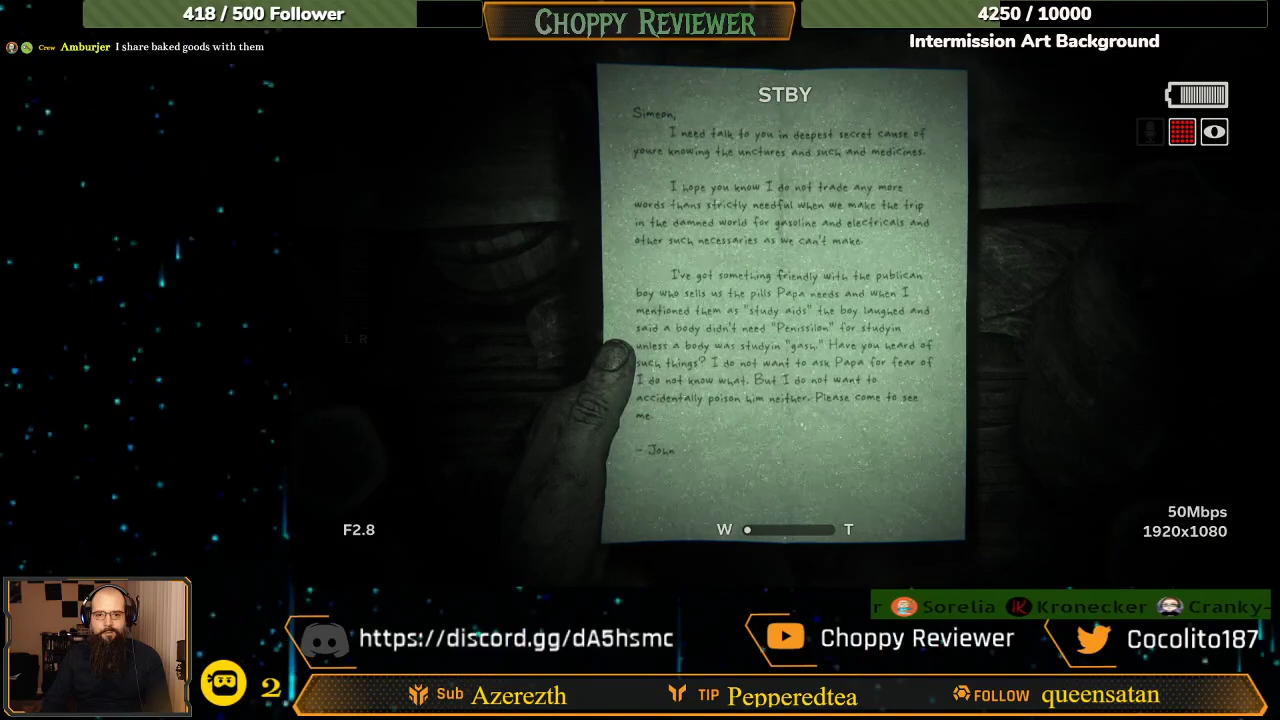 418 / 500 Follower
CHOPPY REVIEWER
4250 / 10000
Intermission Art Background
Crew Amburjer I share baked goods with them
STBY
Simeon,
I need talk to you in deepest secret cause of
youre knowing the unctures and such and medicines.
I hope you know I do not trade any more
words thans strictly needful when we make the trip
in the damned world for gasoline and electricals and
other such necessaries as we can't make.
I've got something friendly with the publican
boy who sells us the pills Papa needs and when I
mentioned them as "study aids" the boy laughed and
said a body didn't need "Penissilon" for studyin
unless a body was studyin "gash." Have you heard of
such things? I do not want to ask Papa for fear of
I do not know what. But I do not want to
accidentally poison him neither. Please come to see
me.
- John
L R
F2.8
W T
50Mbps
1920x1080
r Sorelia Kronecker Cranky-
https://discord.gg/dA5hsmc
Choppy Reviewer
Cocolito187
2
Sub Azerezth
TIP Pepperedtea
FOLLOW queensatan